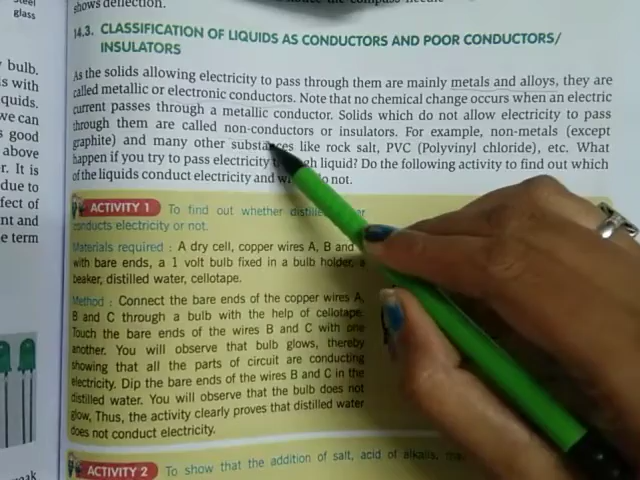 shows deflection.
glass
14.3. CLASSIFICATION OF LIQUIDS AS CONDUCTORS AND POOR CONDUCTORS/
INSULATORS
As the solids allowing electricity to pass through them are mainly metals and alloys, they are
called metallic or electronic conductors. Note that no chemical change occurs when an electric
current passes through a metallic conductor. Solids which do not allow electricity to pass
through them are called non-conductors or insulators. For example, non-metals (except
graphite) and many other substances like rock salt, PVC (Polyvinyl chloride), etc. What
happen if you try to pass electricity liquid? Do the following activity to find out which
of the liquids conduct electricity and do not.
bulb.
is with
quids.
we can
s good
above
r. It is
due to
fect of
nt and
e term
ACTIVITY 1 To find out whether
conducts electricity or not.
Materials required : A dry cell, copper wires A, B and
with bare ends, a 1 volt bulb fixed in a bulb holder, a
beaker, distilled water, cellotape.
Method : Connect the bare ends of the copper wires A,
B and C through a bulb with the help of cellotape.
Touch the bare ends of the wires B and C with one
another. You will observe that bulb glows, thereby
showing that all the parts of circuit are conducting
electricity. Dip the bare ends of the wires B and C in the
distilled water. You will observe that the bulb does not
glow, Thus, the activity clearly proves that distilled water
does not conduct electricity.
ACTIVITY 2 To show that the addition of salt, acid of alkalis,